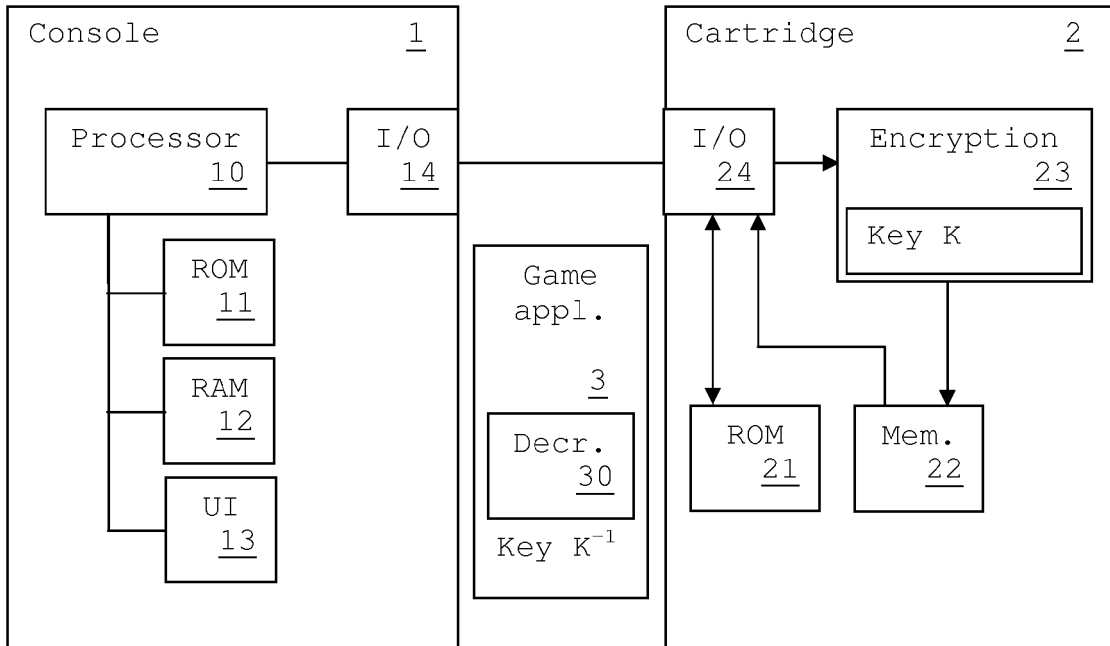 Console 1
Processor
10
I/O
14
ROM
11
RAM
12
UI
13
Game
appl.
3
Decr.
30
Key K⁻¹
Cartridge 2
I/O
24
Encryption
23
Key K
ROM
21
Mem.
22